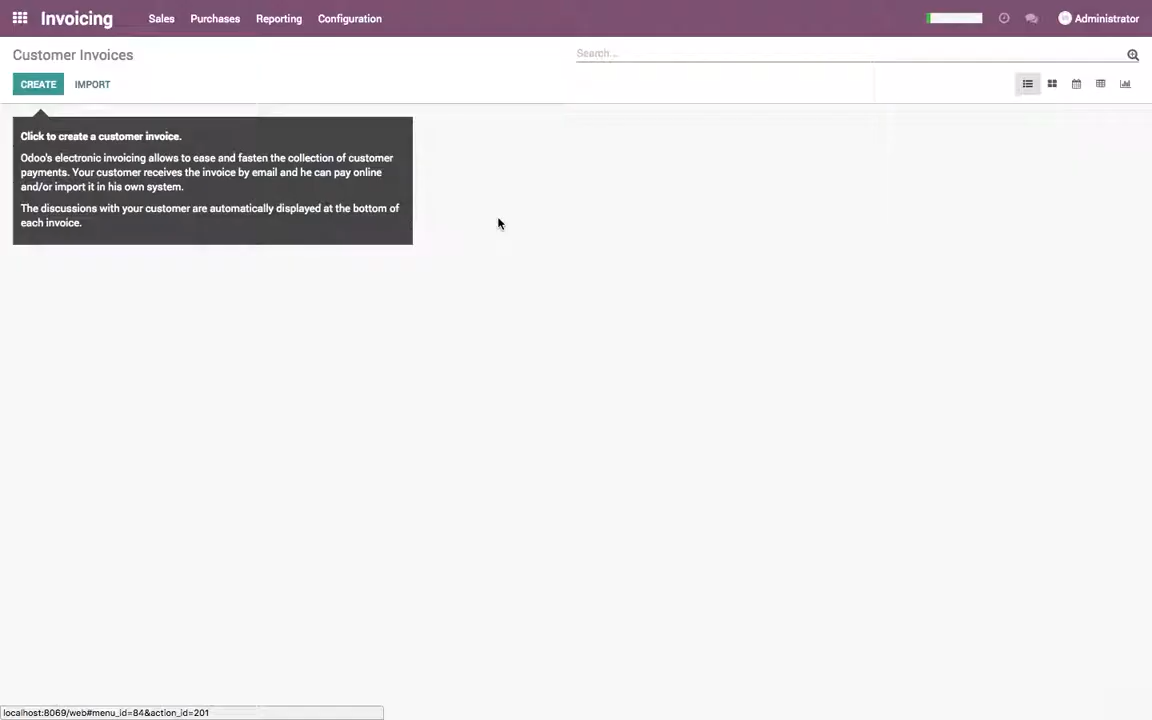 Invoicing Sales Purchases Reporting Configuration Administrator
Customer Invoices
Search...
CREATE IMPORT
Click to create a customer invoice.
Odoo's electronic invoicing allows to ease and fasten the collection of customer
payments. Your customer receives the invoice by email and he can pay online
and/or import it in his own system.
The discussions with your customer are automatically displayed at the bottom of
each invoice.
localhost:8069/web#menu_id=84&action_id=201